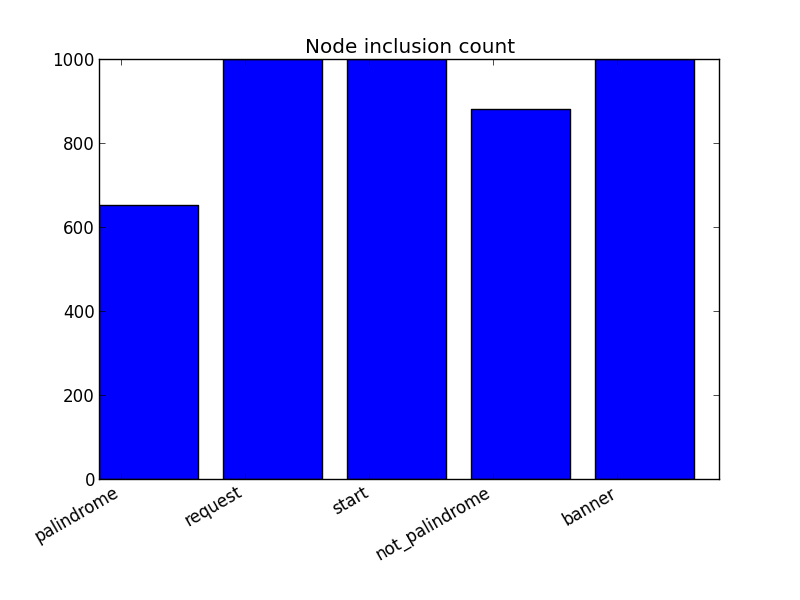 Node inclusion count
1000
800
600
400
200
0
palindrome
request
start
not_palindrome
banner